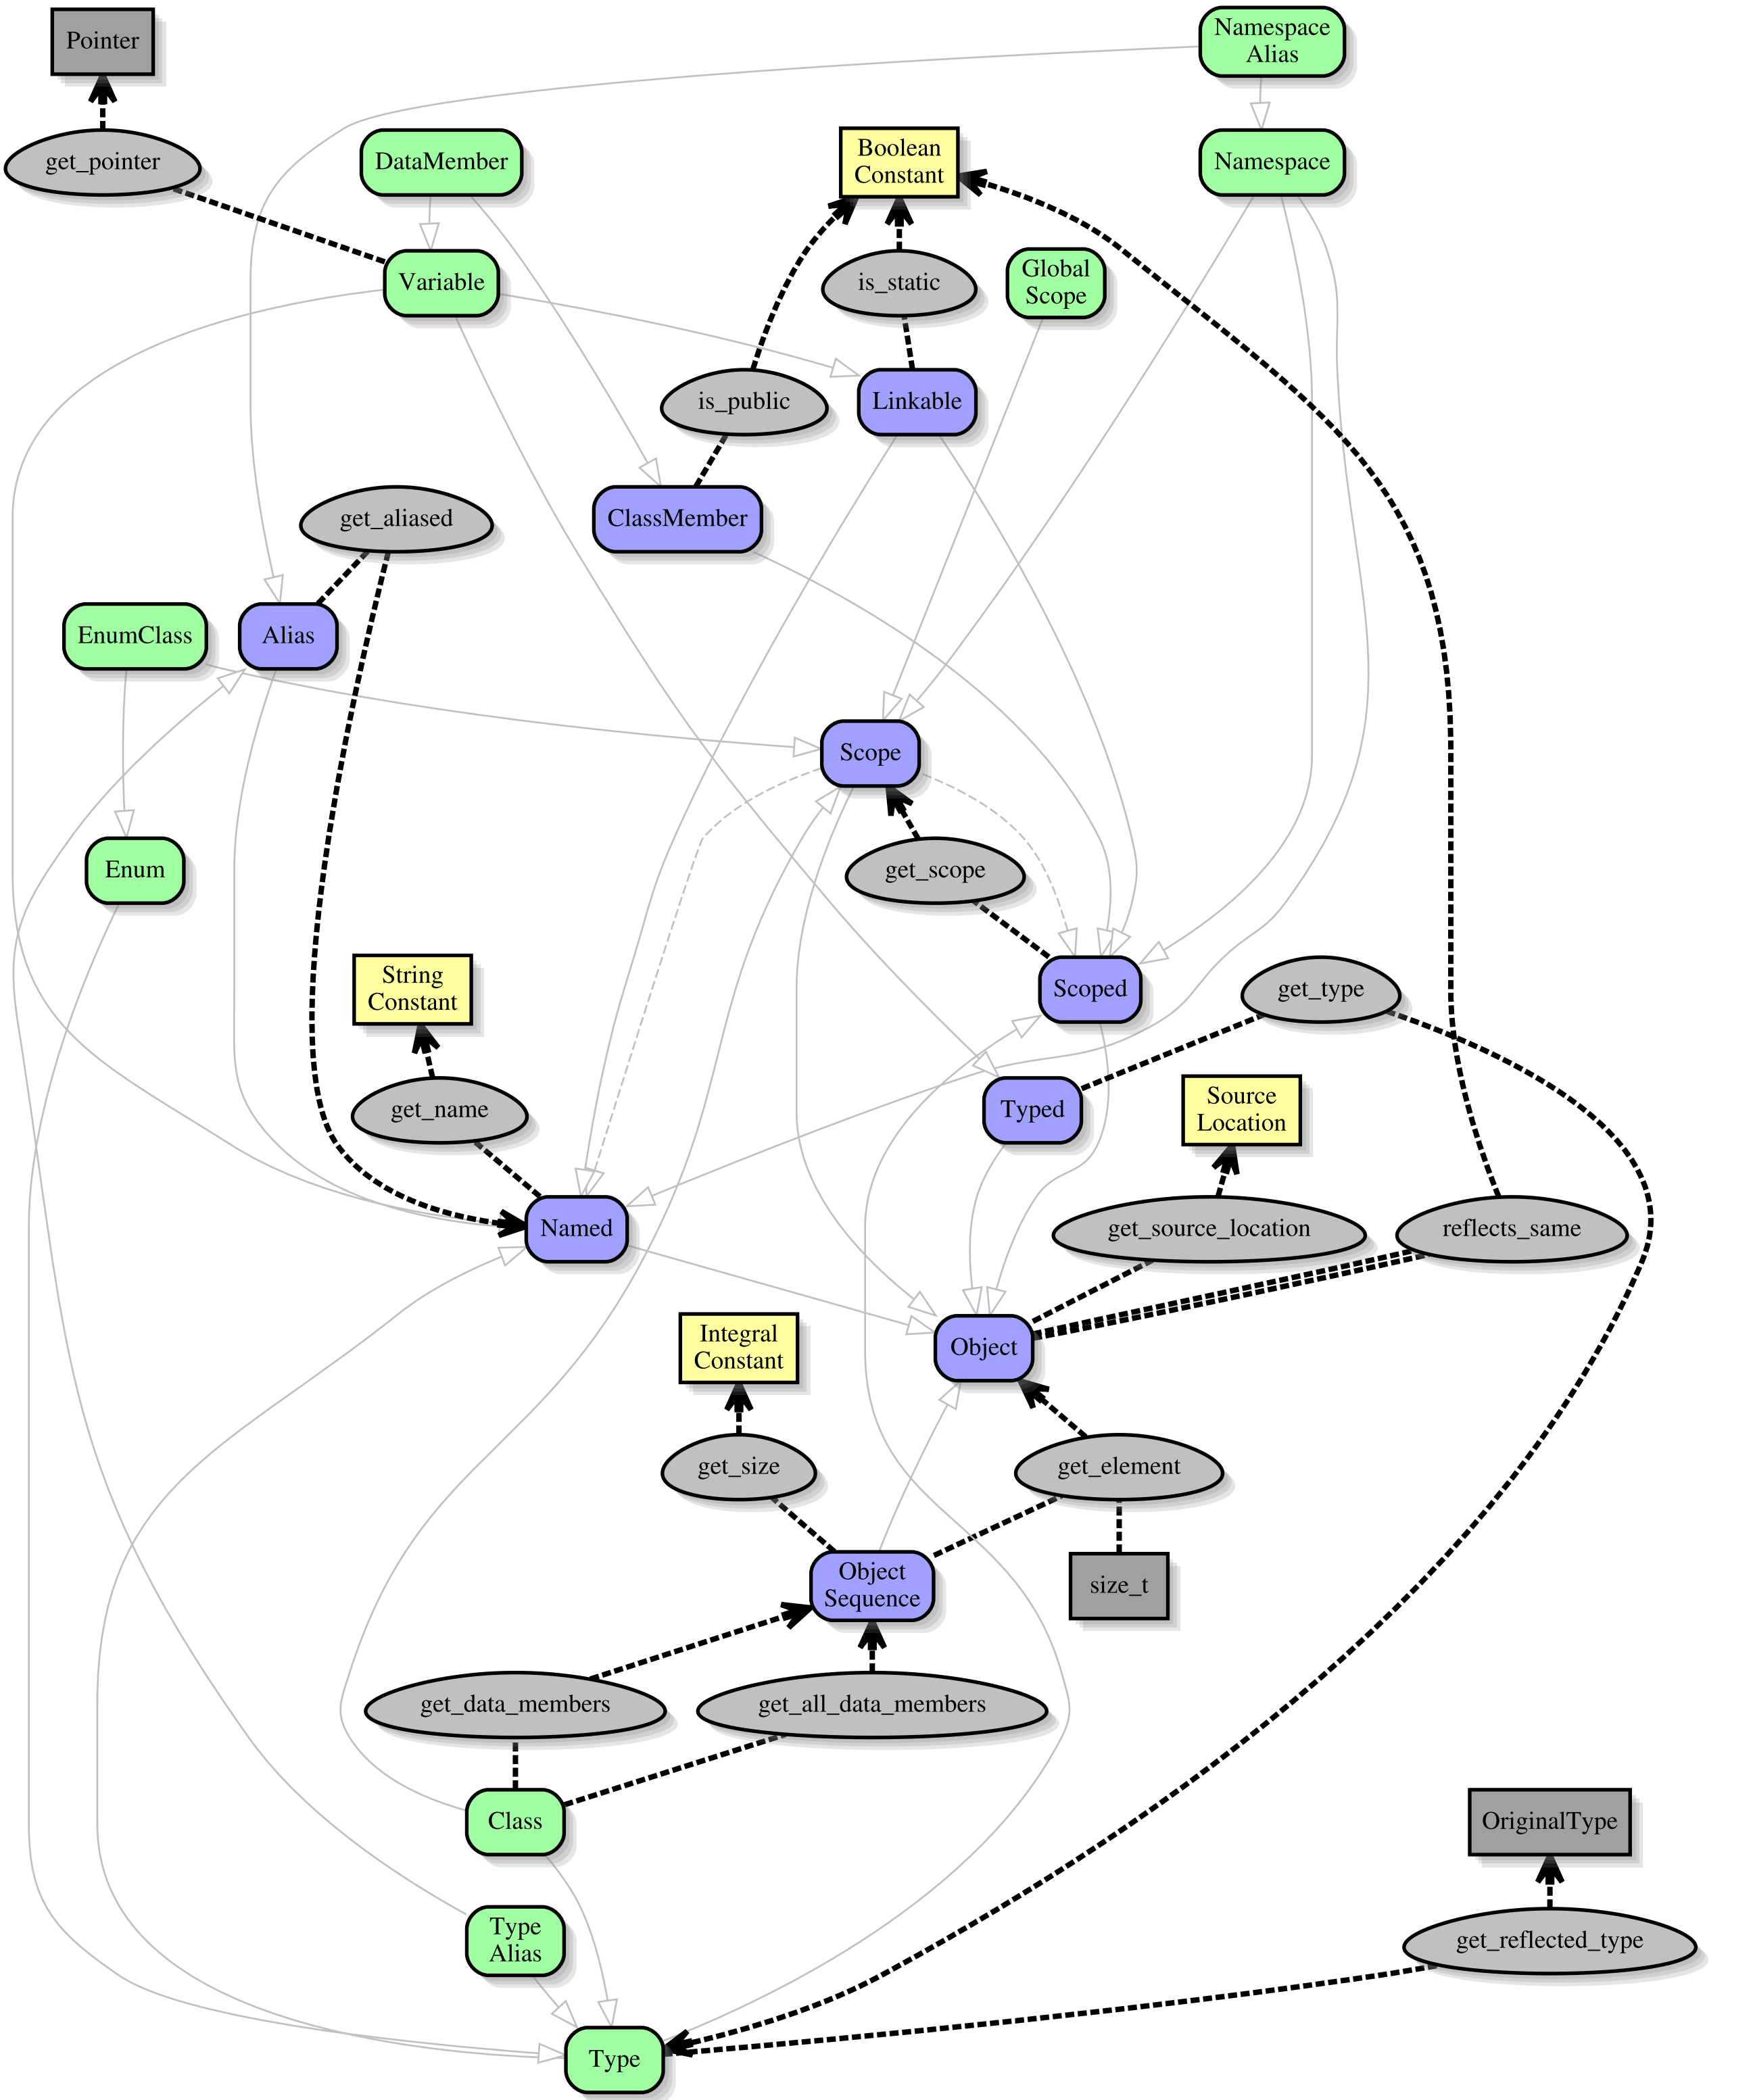 Pointer
Namespace
Alias
get_pointer
DataMember
Boolean
Constant
Namespace
Variable
is_static
Global
Scope
is_public
Linkable
get_aliased
ClassMember
EnumClass
Alias
Scope
Enum
get_scope
String
Constant
Scoped
get_type
get_name
Typed
Source
Location
Named
get_source_location
reflects_same
Integral
Constant
Object
get_size
get_element
Object
Sequence
size_t
get_data_members
get_all_data_members
Class
OriginalType
Type
Alias
get_reflected_type
Type